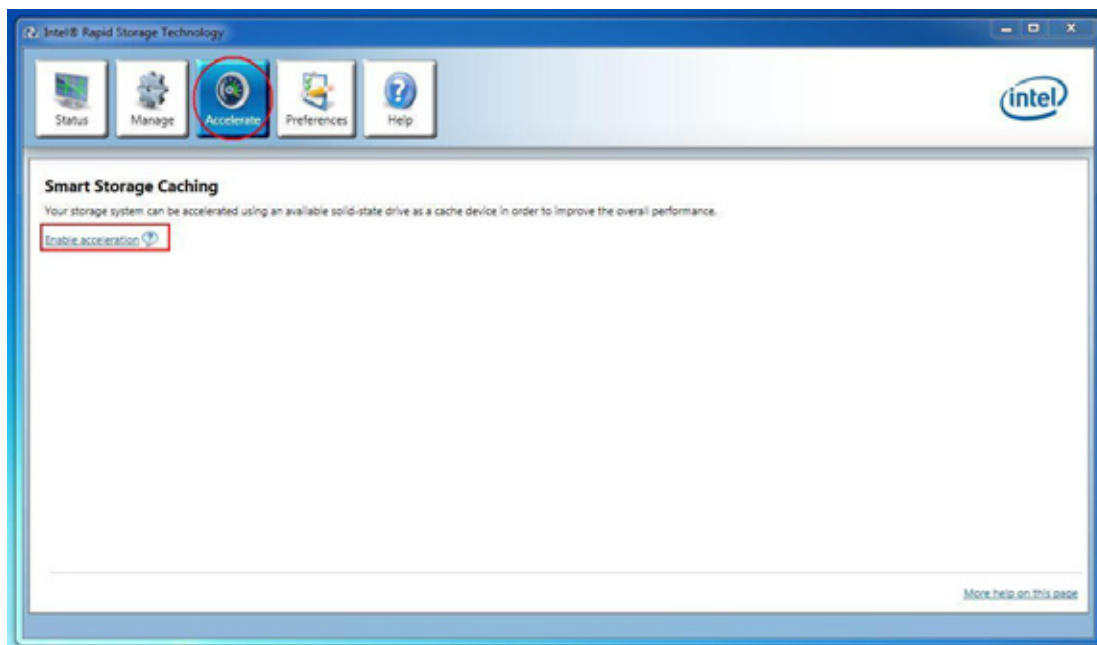 Intel® Rapid Storage Technology
Status
Manage
Accelerate
Preferences
Help
intel
Smart Storage Caching
Your storage system can be accelerated using an available solid-state drive as a cache device in order to improve the overall performance.
Enable acceleration
More help on this page